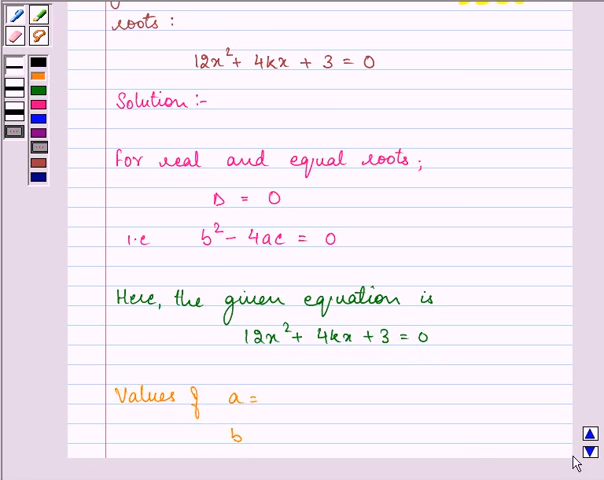 roots :
12x² + 4kx + 3 = 0
Solution :-
For real and equal roots,
D = 0
i.e b² - 4ac = 0
Here, the given equation is
12x² + 4kx + 3 = 0
Values of a =
b